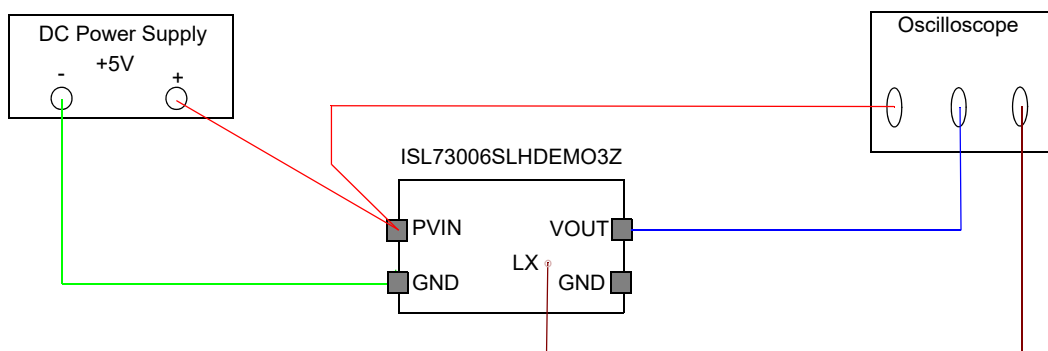 DC Power Supply
+5V
- +
Oscilloscope
ISL73006SLHDEMO3Z
PVIN VOUT
LX
GND GND